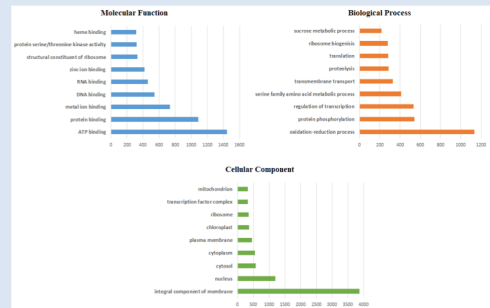 Molecular Function
heme binding
protein serine/threonine kinase activity
structural constituent of ribosome
zinc ion binding
RNA binding
DNA binding
metal ion binding
protein binding
ATP binding
0 200 400 600 800 1000 1200 1400 1600
Biological Process
sucrose metabolic process
ribosome biogenisis
translation
proteolysis
transmembrane transport
serine family amino acid metabolic process
regulation of transcription
protein phosphorylation
oxidation-reduction process
0 200 400 600 800 1000 1200
Cellular Component
mitochondrion
transcription factor complex
ribosome
chloroplast
plasma membrane
cytoplasm
cytosol
nucleus
integral component of membrane
0 500 1000 1500 2000 2500 3000 3500 4000